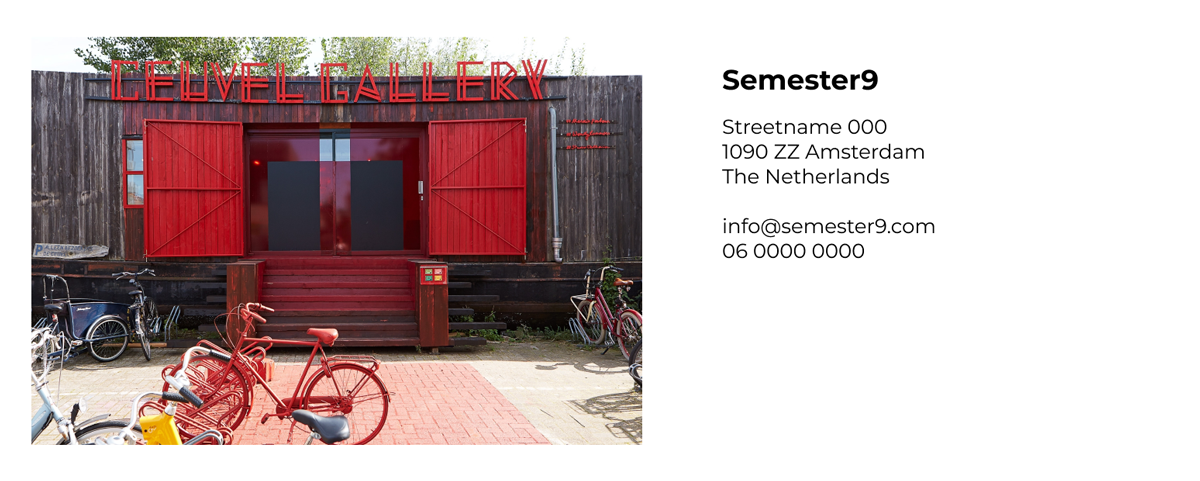 CEUVEL GALLERY
Semester9
Streetname 000
1090 ZZ Amsterdam
The Netherlands
info@semester9.com
06 0000 0000